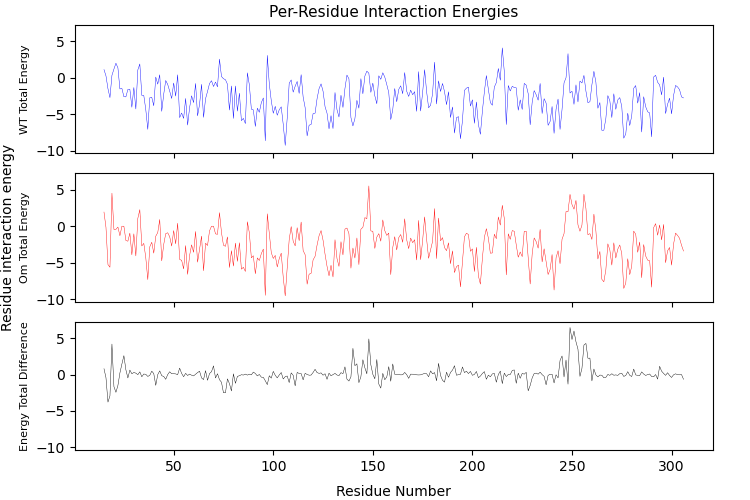 Per-Residue Interaction Energies
Residue interaction energy
WT Total Energy
5
0
−5
−10
Om Total Energy
5
0
−5
−10
Energy Total Difference
5
0
−5
−10
50 100 150 200 250 300
Residue Number